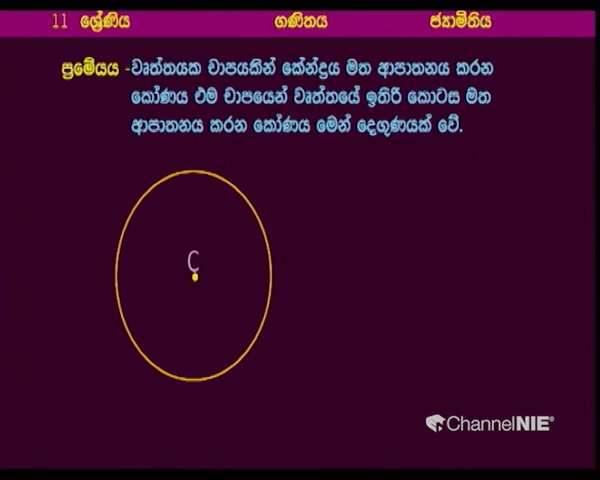 11 ශ්‍රේණිය ගණිතය ජ්‍යාමිතිය
ප්‍රමේයය -වෘත්තයක චාපයකින් කේන්ද්‍රය මත ආපාතනය කරන
කෝණය එම චාපයෙන් වෘත්තයේ ඉතිරි කොටස මත
ආපාතනය කරන කෝණය මෙන් දෙගුණයක් වේ.
C
ChannelNIE®